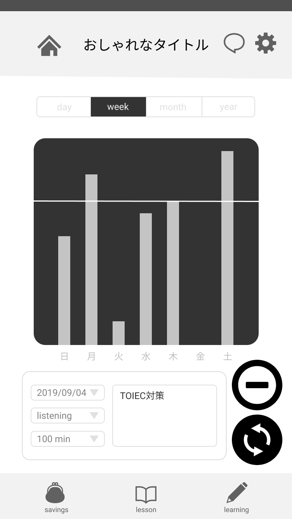 おしゃれなタイトル
day week month year
日 月 火 水 木 金 土
2019/09/04
listening
100 min
TOIEC対策
savings lesson learning